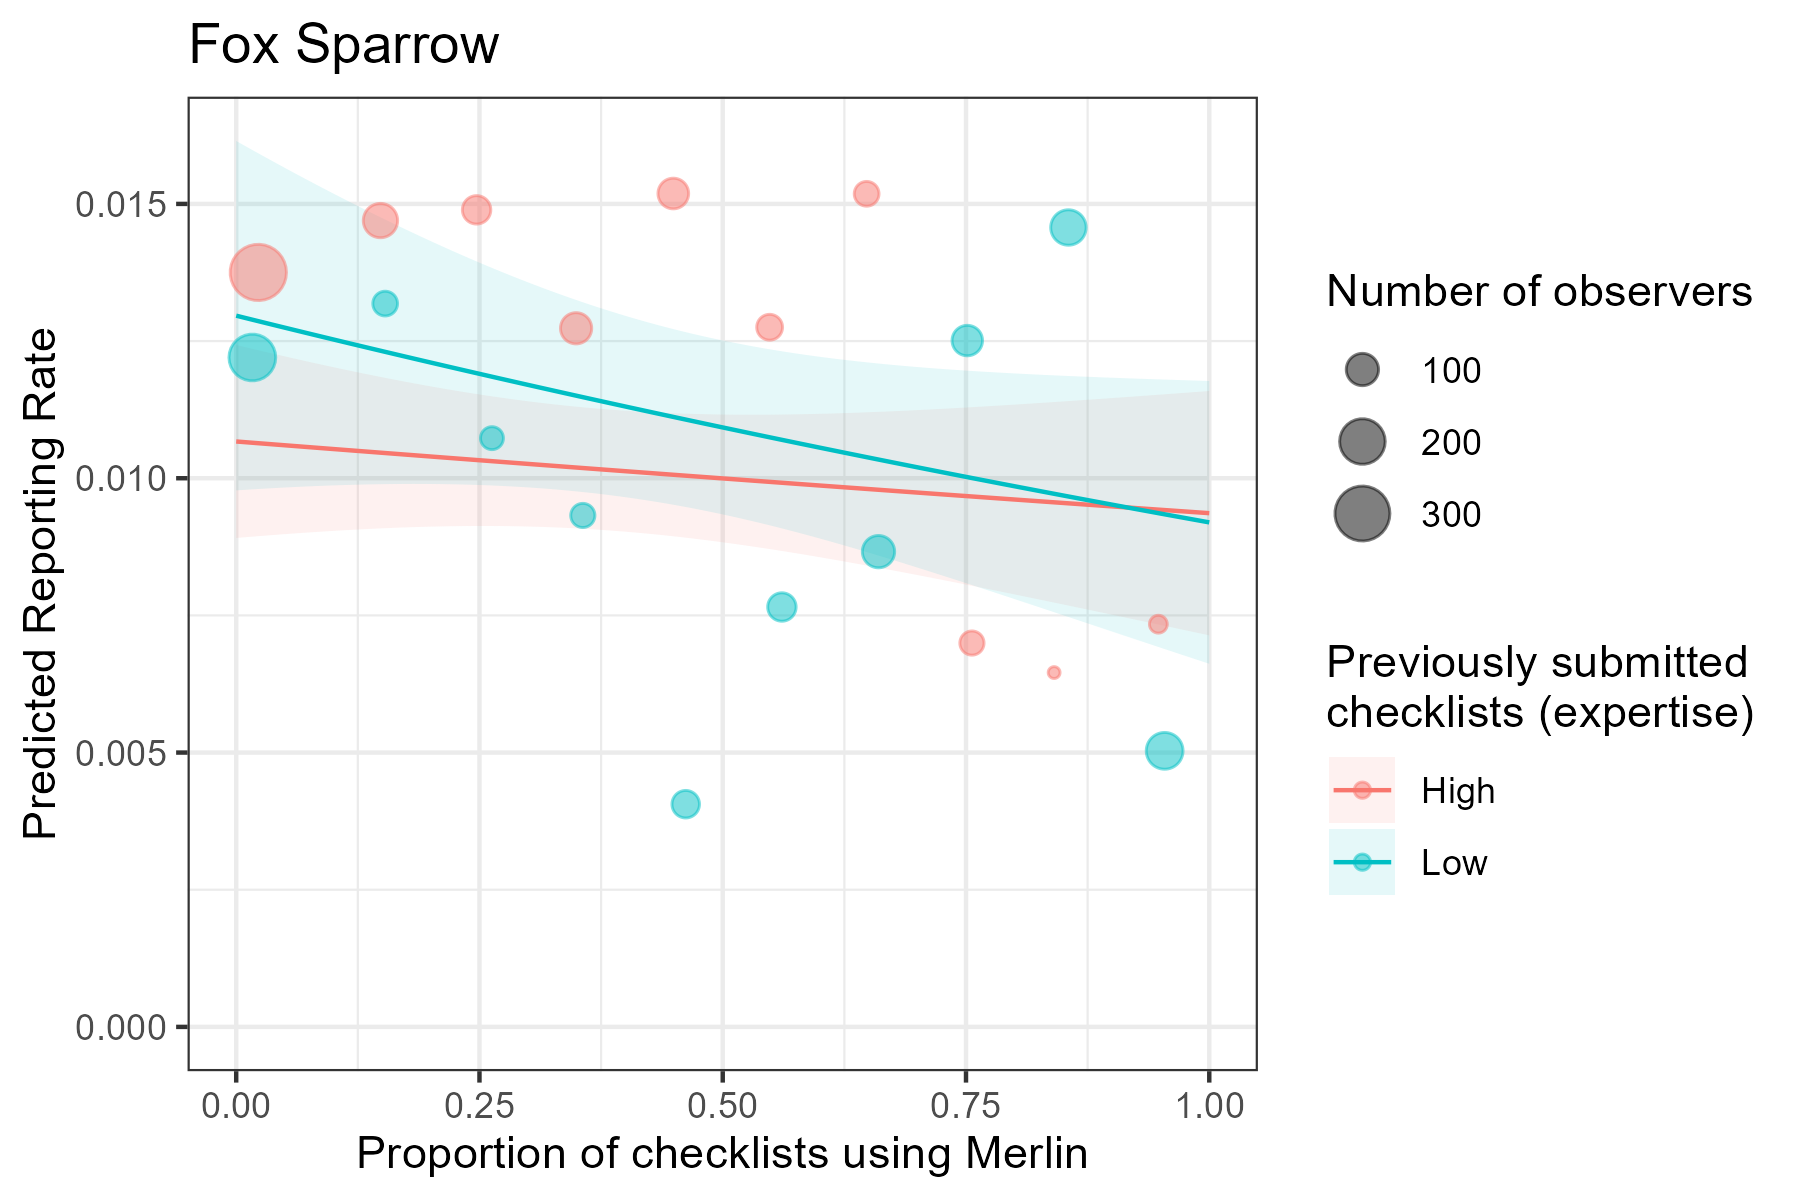 Fox Sparrow
Predicted Reporting Rate
0.015
0.010
0.005
0.000
0.00
0.25
0.50
0.75
1.00
Proportion of checklists using Merlin
Number of observers
100
200
300
Previously submitted
checklists (expertise)
High
Low